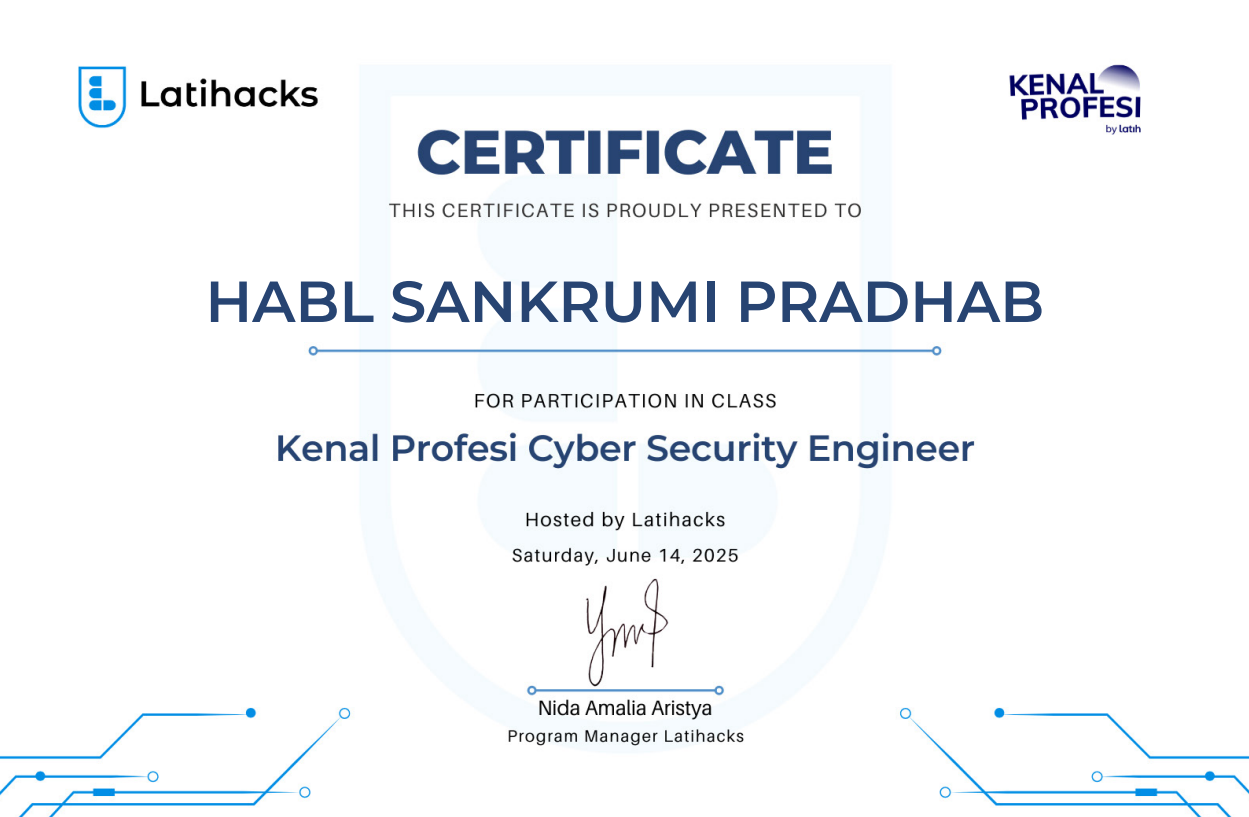 Latihacks
KENAL
PROFESI
by latih
CERTIFICATE
THIS CERTIFICATE IS PROUDLY PRESENTED TO
HABL SANKRUMI PRADHAB
FOR PARTICIPATION IN CLASS
Kenal Profesi Cyber Security Engineer
Hosted by Latihacks
Saturday, June 14, 2025
Nida Amalia Aristya
Program Manager Latihacks